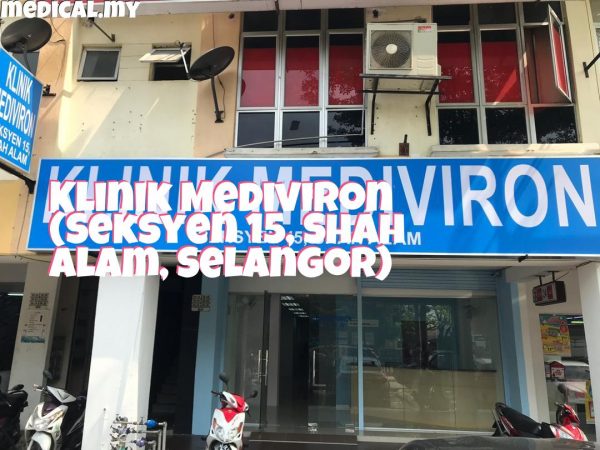 MEDICAL.MY
KLINIK
MEDIVIRON
SEKSYEN 15,
SHAH ALAM
KLINIK MEDIVIRON
Klinik Mediviron
(Seksyen 15, Shah
Alam, Selangor)